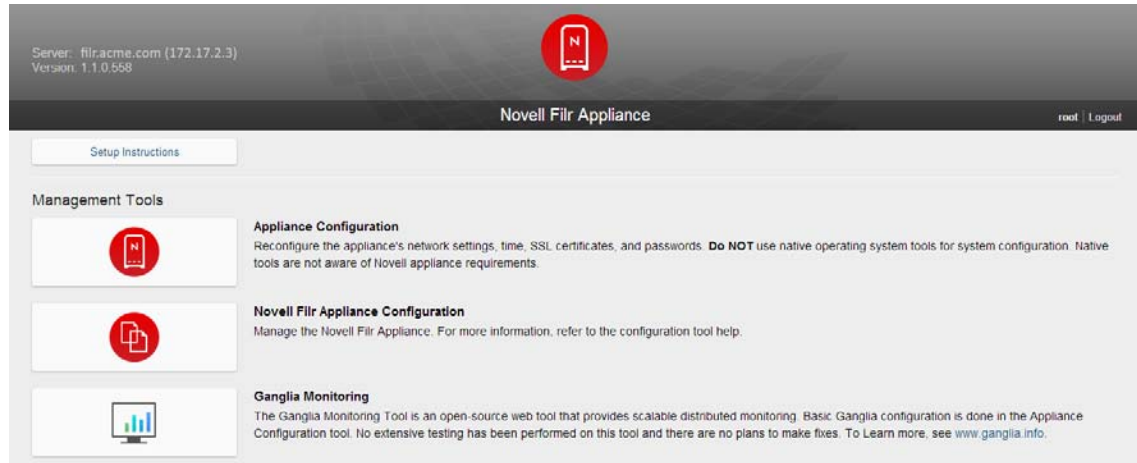 Server: filr.acme.com (172.17.2.3)
Version: 1.1.0.558
N
Novell Filr Appliance
root | Logout
Setup Instructions
Management Tools
N
Appliance Configuration
Reconfigure the appliance's network settings, time, SSL certificates, and passwords. Do NOT use native operating system tools for system configuration. Native
tools are not aware of Novell appliance requirements.
Novell Filr Appliance Configuration
Manage the Novell Filr Appliance. For more information, refer to the configuration tool help.
Ganglia Monitoring
The Ganglia Monitoring Tool is an open-source web tool that provides scalable distributed monitoring. Basic Ganglia configuration is done in the Appliance
Configuration tool. No extensive testing has been performed on this tool and there are no plans to make fixes. To Learn more, see www.ganglia.info.